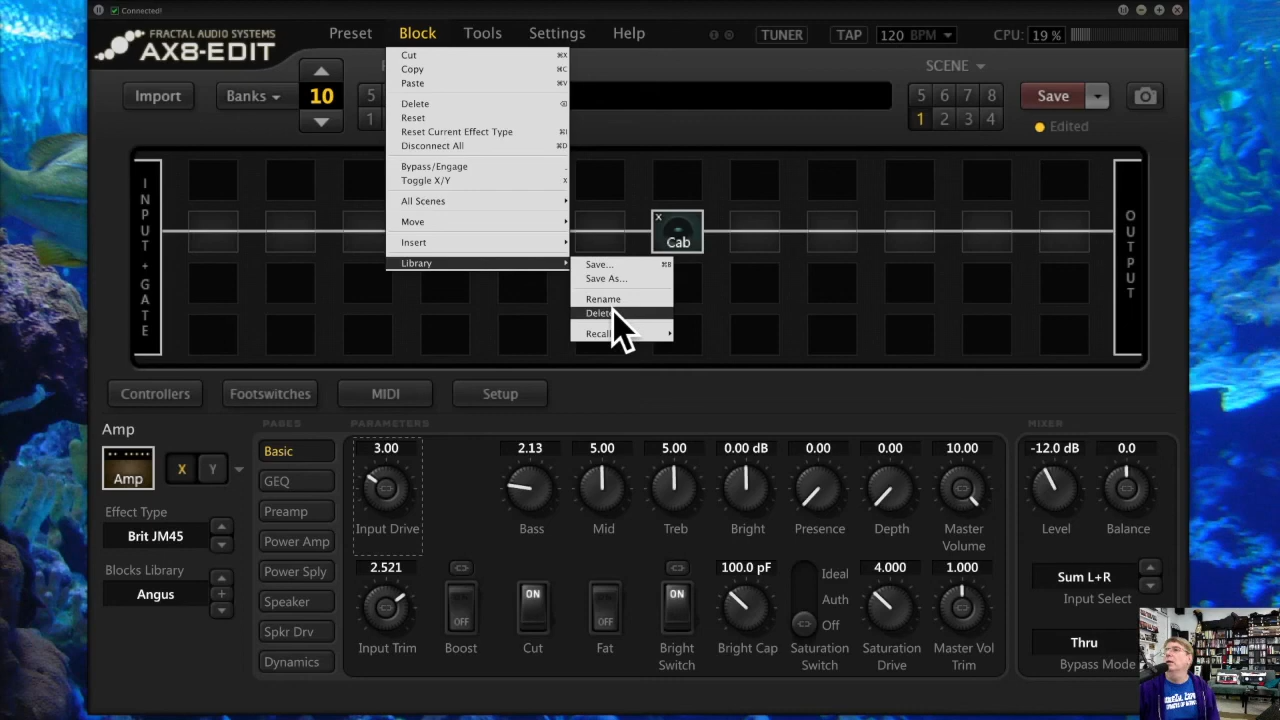 Connected!
FRACTAL AUDIO SYSTEMS
AX8-EDIT
Preset Block Tools Settings Help
TUNER TAP 120 BPM CPU: 19 %
Import Banks 10
5
1
SCENE
5 6 7 8
1 2 3 4
Save
Edited
Cut ⌘X
Copy ⌘C
Paste ⌘V
Delete ⌫
Reset
Reset Current Effect Type
Disconnect All ⌘D
Bypass/Engage
Toggle X/Y X
All Scenes
Move
Insert
Library
Save... ⌘B
Save As...
Rename
Delete
Recall
INPUT + GATE
X
Cab
OUTPUT
Controllers Footswitches MIDI Setup
Amp
Amp
X Y
Effect Type
Brit JM45
Blocks Library
Angus
PAGES
Basic
GEQ
Preamp
Power Amp
Power Sply
Speaker
Spkr Drv
Dynamics
PARAMETERS
3.00 2.13 5.00 5.00 0.00 dB 0.00 0.00 10.00
Input Drive Bass Mid Treb Bright Presence Depth Master Volume
2.521 100.0 pF 4.000 1.000
OFF ON OFF ON
Ideal
Auth
Off
Input Trim Boost Cut Fat Bright Switch Bright Cap Saturation Switch Saturation Drive Master Vol Trim
MIXER
-12.0 dB 0.0
Level Balance
Sum L+R
Input Select
Thru
Bypass Mode